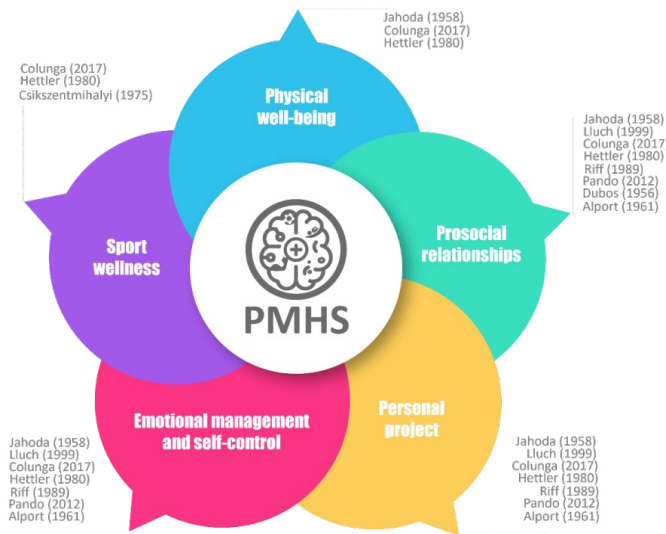 Jahoda (1958)
Colunga (2017)
Hettler (1980)
Physical
well-being
Colunga (2017)
Hettler (1980)
Csikszentmihalyi (1975)
Sport
wellness
Jahoda (1958)
Lluch (1999)
Colunga (2017
Hettler (1980)
Riff (1989)
Pando (2012)
Dubos (1956)
Alport (1961)
Prosocial
relationships
PMHS
Emotional management
and self-control
Jahoda (1958)
Lluch (1999)
Colunga (2017)
Hettler (1980)
Riff (1989)
Pando (2012)
Alport (1961)
Personal
project
Jahoda (1958)
Lluch (1999)
Colunga (2017)
Hettler (1980)
Riff (1989)
Pando (2012)
Alport (1961)